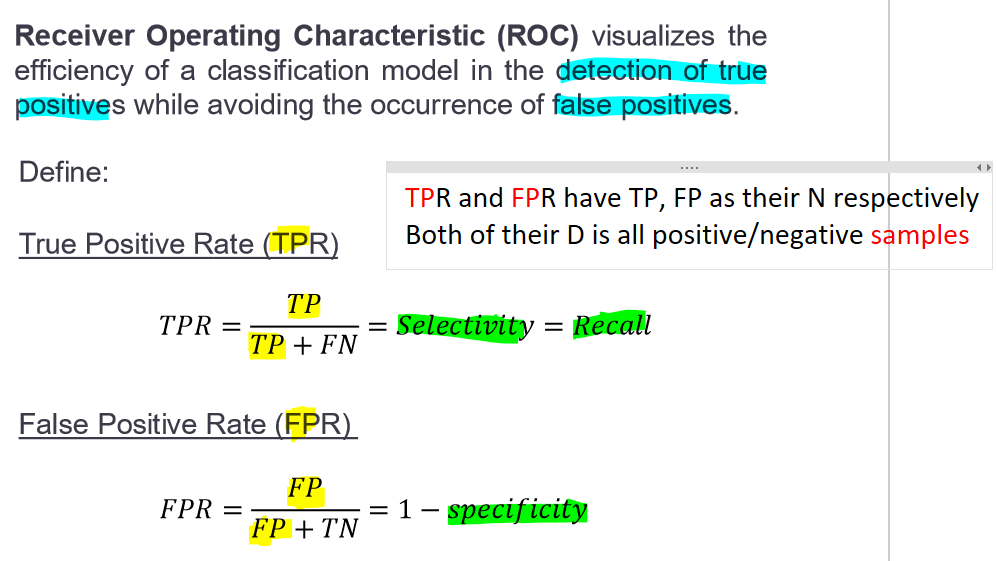 Receiver Operating Characteristic (ROC) visualizes the
efficiency of a classification model in the detection of true
positives while avoiding the occurrence of false positives.
Define:
TPR and FPR have TP, FP as their N respectively
Both of their D is all positive/negative samples
True Positive Rate (TPR)
TPR = TP / (TP + FN) = Selectivity = Recall
False Positive Rate (FPR)
FPR = FP / (FP + TN) = 1 − specificity